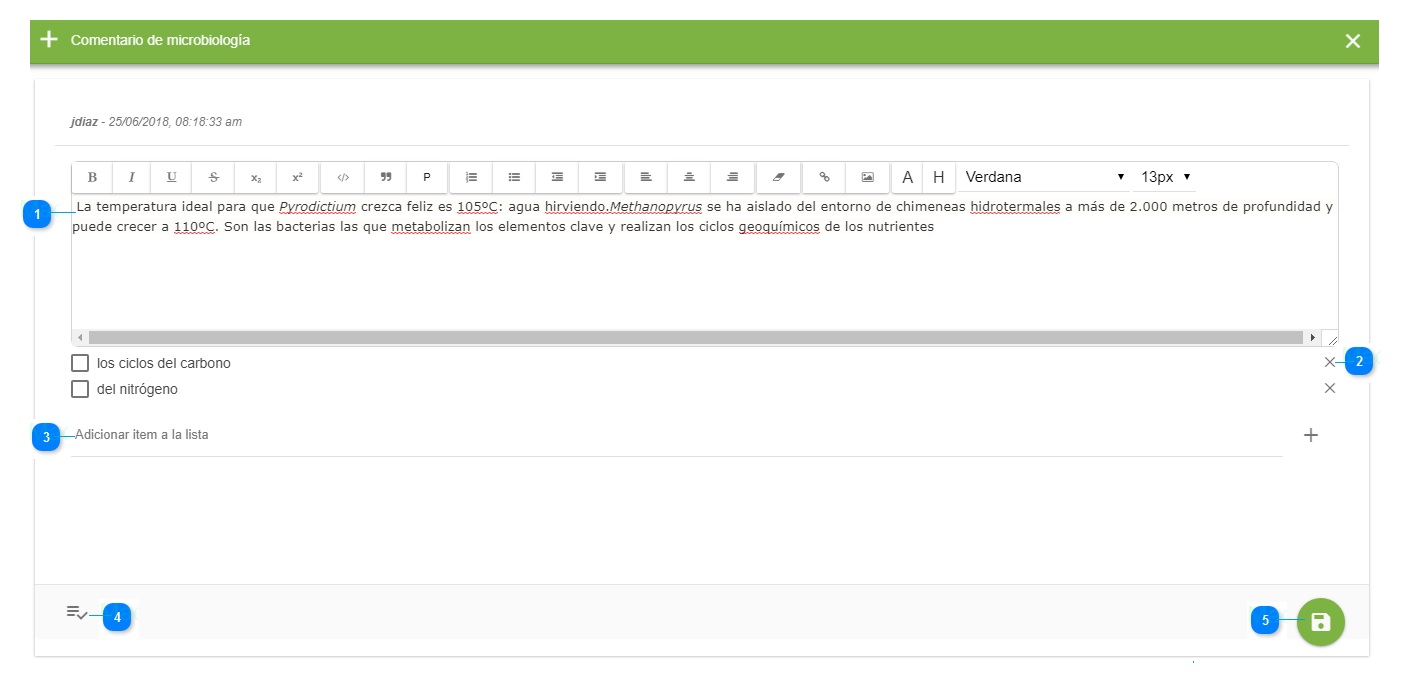 Comentario de microbiología
jdiaz - 25/06/2018, 08:18:33 am
B I U S x₂ x² </> " P A H Verdana 13px
1
La temperatura ideal para que Pyrodictium crezca feliz es 105ºC: agua hirviendo.Methanopyrus se ha aislado del entorno de chimeneas hidrotermales a más de 2.000 metros de profundidad y
puede crecer a 110ºC. Son las bacterias las que metabolizan los elementos clave y realizan los ciclos geoquímicos de los nutrientes
los ciclos del carbono
2
del nitrógeno
3
Adicionar item a la lista
4
5